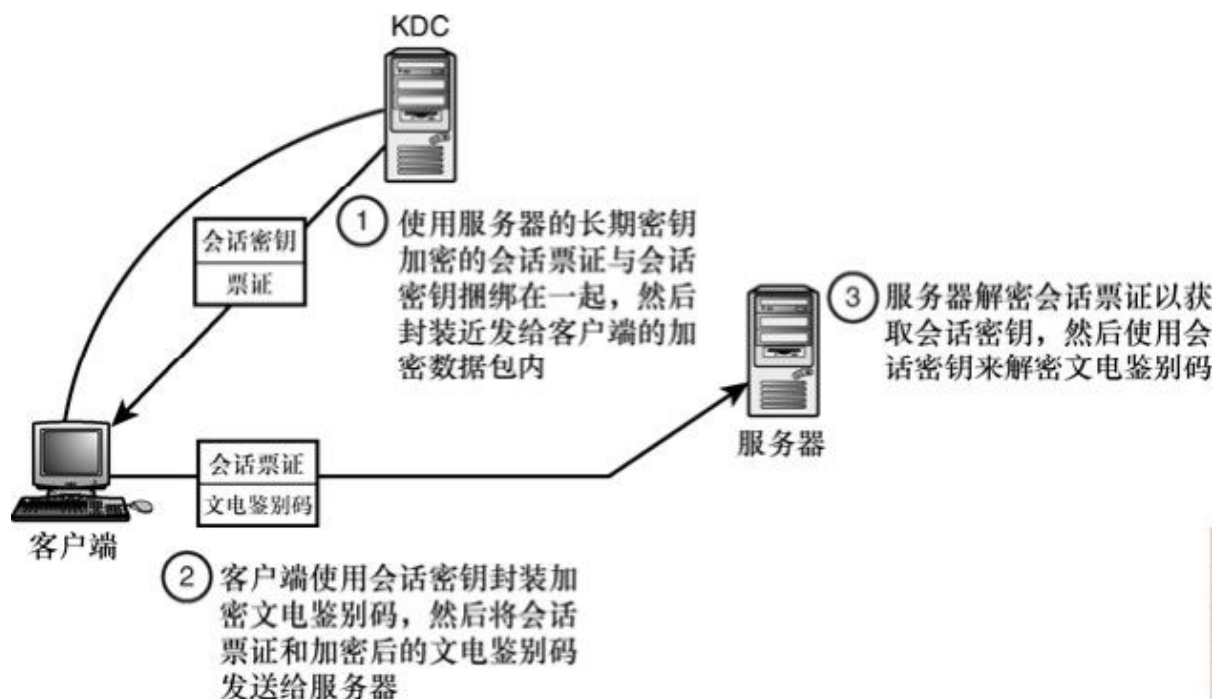 KDC
会话密钥
票证
1
使用服务器的长期密钥
加密的会话票证与会话
密钥捆绑在一起，然后
封装近发给客户端的加
密数据包内
3
服务器解密会话票证以获
取会话密钥，然后使用会
话密钥来解密文电鉴别码
服务器
会话票证
文电鉴别码
客户端
2
客户端使用会话密钥封装加
密文电鉴别码，然后将会话
票证和加密后的文电鉴别码
发送给服务器